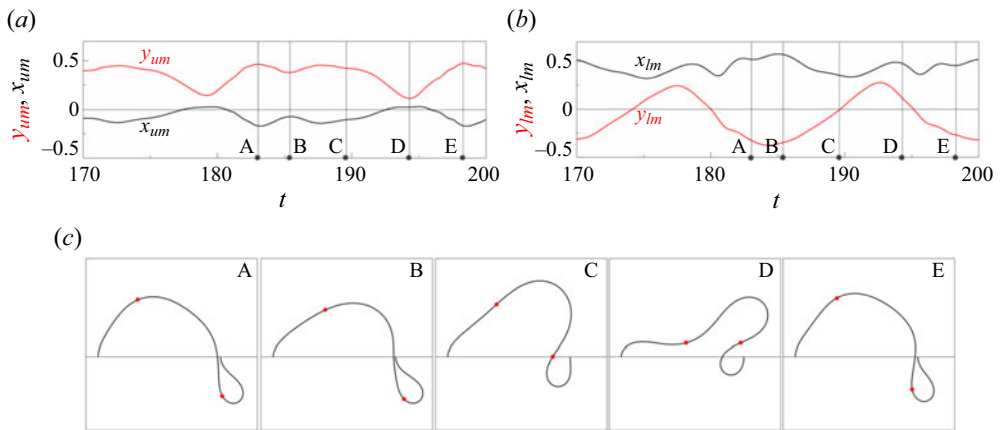 (a)
y_um, x_um
0.5
0
–0.5
y_um
x_um
A B C D E
170 180 190 200
t
(b)
y_lm, x_lm
0.5
0
–0.5
x_lm
y_lm
A B C D E
170 180 190 200
t
(c)
A B C D E